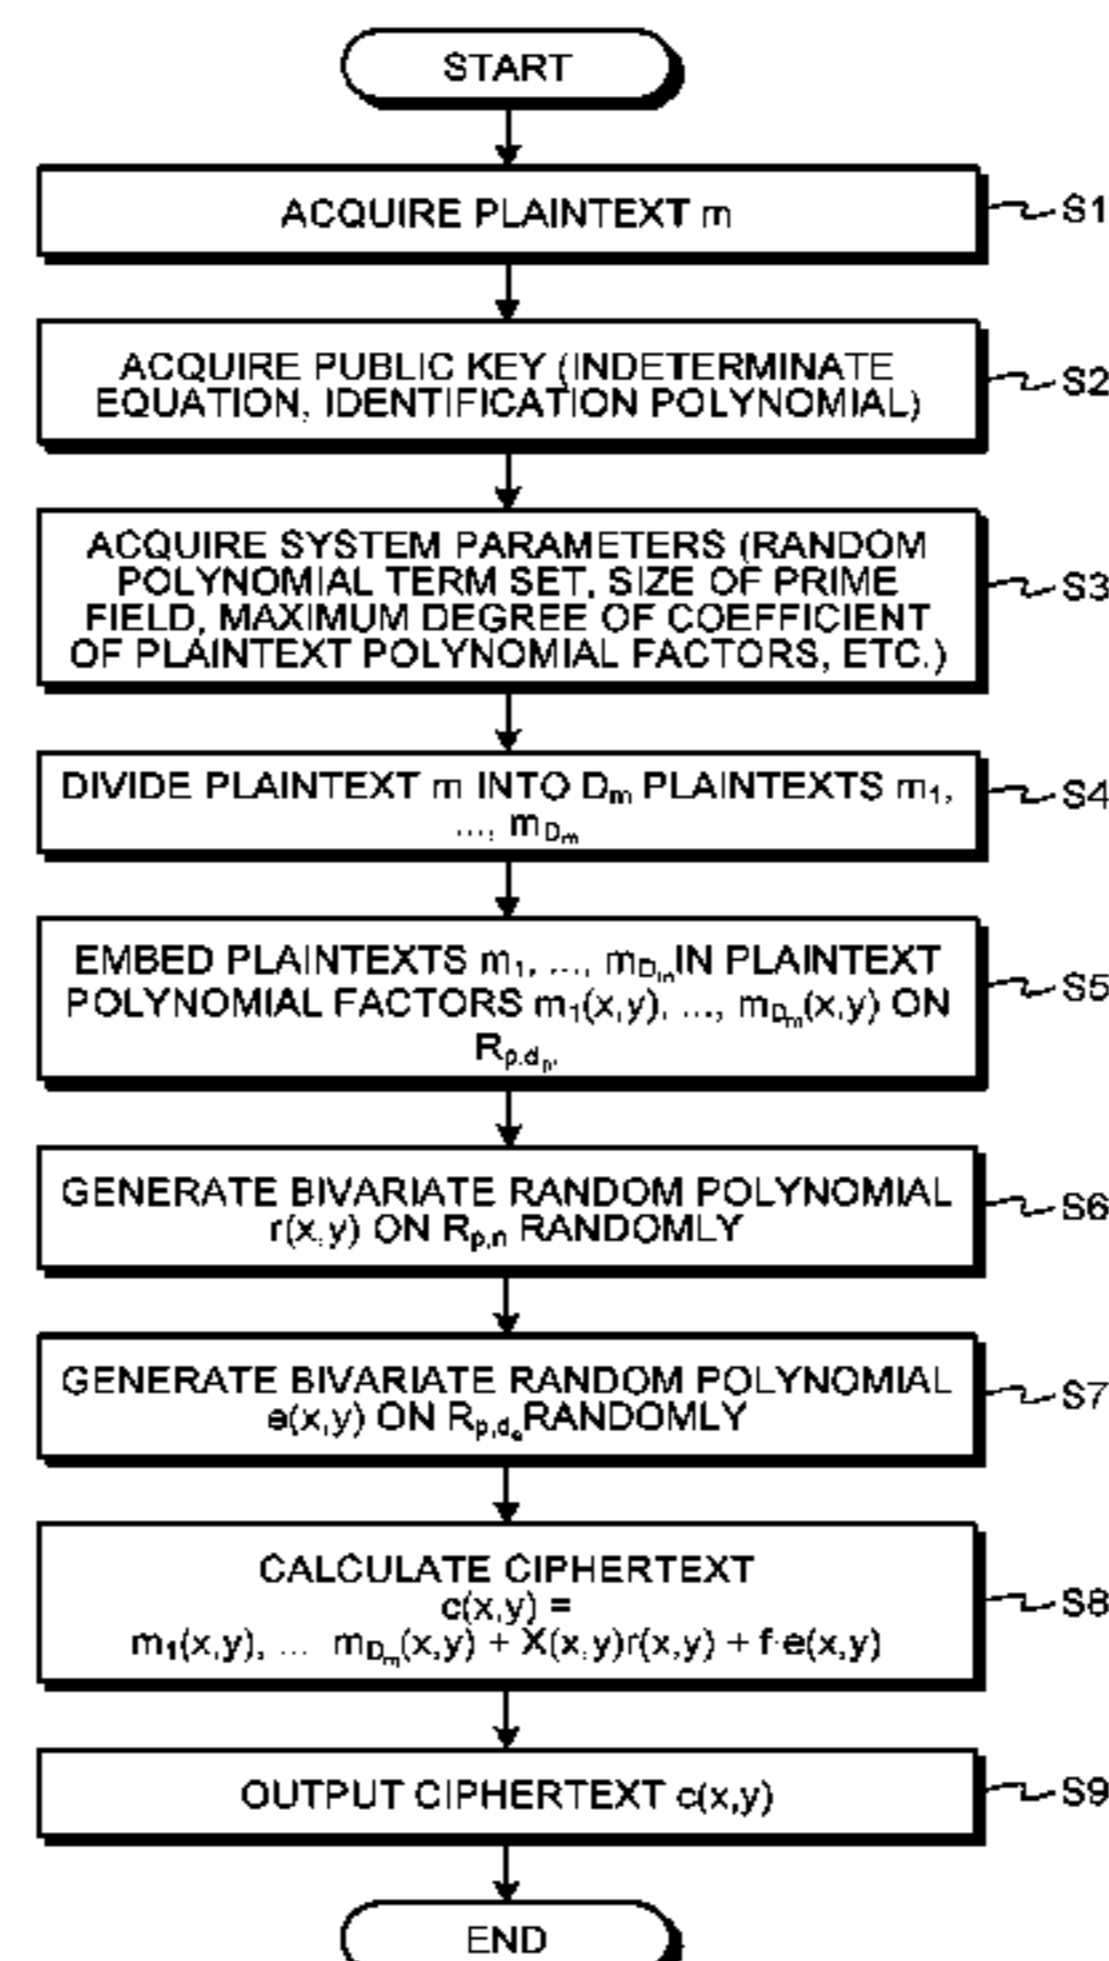 START
ACQUIRE PLAINTEXT m
S1
ACQUIRE PUBLIC KEY (INDETERMINATE
EQUATION, IDENTIFICATION POLYNOMIAL)
S2
ACQUIRE SYSTEM PARAMETERS (RANDOM
POLYNOMIAL TERM SET, SIZE OF PRIME
FIELD, MAXIMUM DEGREE OF COEFFICIENT
OF PLAINTEXT POLYNOMIAL FACTORS, ETC.)
S3
DIVIDE PLAINTEXT m INTO Dm PLAINTEXTS m1,
..., mDm
S4
EMBED PLAINTEXTS m1, ..., mDm IN PLAINTEXT
POLYNOMIAL FACTORS m1(x,y), ..., mDm(x,y) ON
S5
GENERATE BIVARIATE RANDOM POLYNOMIAL
r(x,y) ON Rp,n RANDOMLY
S6
GENERATE BIVARIATE RANDOM POLYNOMIAL
e(x,y) ON Rp,de RANDOMLY
S7
CALCULATE CIPHERTEXT
c(x,y) =
m1(x,y), ... mDm(x,y) + X(x,y)r(x,y) + f·e(x,y)
S8
OUTPUT CIPHERTEXT c(x,y)
S9
END